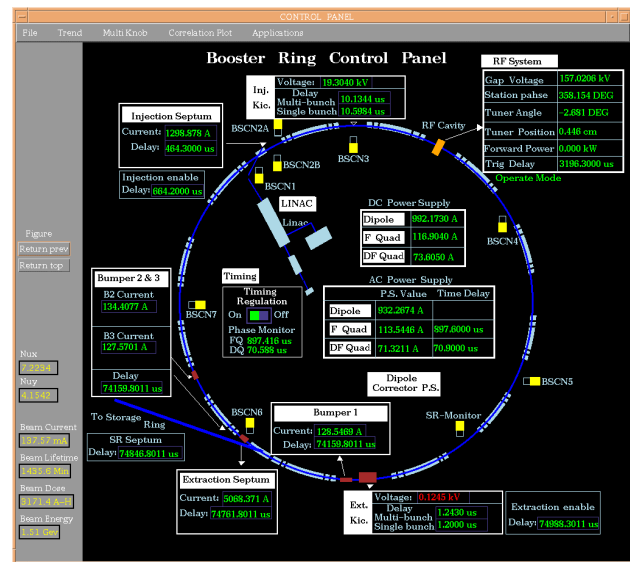 CONTROL PANEL
File Trend Multi Knob Correlation Plot Applications
Booster Ring Control Panel
RF System
Gap Voltage 157.0206 kV
Station pahse 358.154 DEG
Tuner Angle -2.681 DEG
Tuner Position 0.446 cm
Forward Power 0.000 kW
Trig Delay 3196.3000 us
Operate Mode
Inj. Kic.
Voltage: 19.3040 kV
Delay
Multi-bunch 10.1344 us
Single bunch 10.5984 us
Injection Septum
Current: 1298.878 A
Delay: 464.3000 us
Injection enable
Delay: 664.2000 us
BSCN2A
BSCN3
RF Cavity
BSCN2B
BSCN1
LINAC
Linac
BSCN4
DC Power Supply
Dipole 992.1730 A
F Quad 116.9040 A
DF Quad 73.6050 A
Figure
Return prev
Return top
Bumper 2 & 3
B2 Current
134.4077 A
B3 Current
127.5701 A
Delay
74159.8011 us
BSCN7
Timing
Timing
Regulation
On Off
Phase Monitor
FQ 897.416 us
DQ 70.588 us
AC Power Supply
P.S. Value Time Delay
Dipole 932.2674 A
F Quad 113.5446 A 897.6000 us
DF Quad 71.3211 A 70.9000 us
Nux
7.2234
Nuy
4.1542
Dipole
Corrector P.S.
BSCN5
To Storage
Ring
BSCN6
SR-Monitor
Bumper 1
Current: 128.5469 A
Delay: 74159.8011 us
SR Septum
Delay: 74846.8011 us
Beam Current
197.57 mA
Beam Lifetime
1435.6 Min
Beam Dose
3171.4 A-H
Beam Energy
1.51 Gev
Extraction Septum
Current: 5068.371 A
Delay: 74761.8011 us
Ext. Kic.
Voltage: 0.1245 kV
Delay
Multi-bunch 1.2430 us
Single bunch 1.2000 us
Extraction enable
Delay: 74988.3011 us